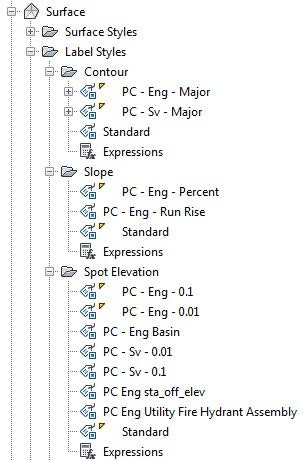 Surface
Surface Styles
Label Styles
Contour
PC - Eng - Major
PC - Sv - Major
Standard
Expressions
Slope
PC - Eng - Percent
PC - Eng - Run Rise
Standard
Expressions
Spot Elevation
PC - Eng - 0.1
PC - Eng - 0.01
PC - Eng Basin
PC - Sv - 0.01
PC - Sv - 0.1
PC Eng sta_off_elev
PC Eng Utility Fire Hydrant Assembly
Standard
Expressions